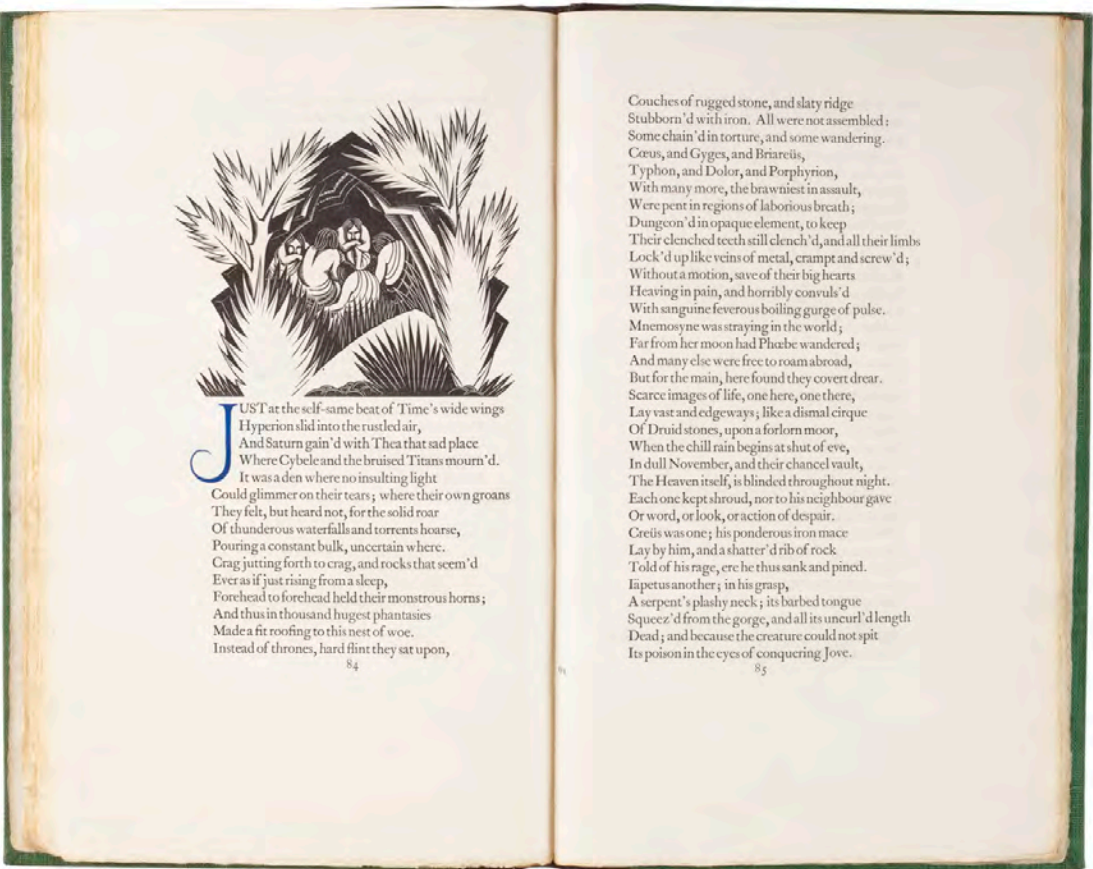 JUST at the self-same beat of Time's wide wings
Hyperion slid into the rustled air,
And Saturn gain'd with Thea that sad place
Where Cybele and the bruised Titans mourn'd.
It was a den where no insulting light
Could glimmer on their tears; where their own groans
They felt, but heard not, for the solid roar
Of thunderous waterfalls and torrents hoarse,
Pouring a constant bulk, uncertain where.
Crag jutting forth to crag, and rocks that seem'd
Ever as if just rising from a sleep,
Forehead to forehead held their monstrous horns;
And thus in thousand hugest phantasies
Made a fit roofing to this nest of woe.
Instead of thrones, hard flint they sat upon,
84
Couches of rugged stone, and slaty ridge
Stubborn'd with iron. All were not assembled:
Some chain'd in torture, and some wandering.
Cœus, and Gyges, and Briareüs,
Typhon, and Dolor, and Porphyrion,
With many more, the brawniest in assault,
Were pent in regions of laborious breath;
Dungeon'd in opaque element, to keep
Their clenched teeth still clench'd, and all their limbs
Lock'd up like veins of metal, crampt and screw'd;
Without a motion, save of their big hearts
Heaving in pain, and horribly convuls'd
With sanguine feverous boiling gurge of pulse.
Mnemosyne was straying in the world;
Far from her moon had Phœbe wandered;
And many else were free to roam abroad,
But for the main, here found they covert drear.
Scarce images of life, one here, one there,
Lay vast and edgeways; like a dismal cirque
Of Druid stones, upon a forlorn moor,
When the chill rain begins at shut of eve,
In dull November, and their chancel vault,
The Heaven itself, is blinded throughout night.
Each one kept shroud, nor to his neighbour gave
Or word, or look, or action of despair.
Creüs was one; his ponderous iron mace
Lay by him, and a shatter'd rib of rock
Told of his rage, ere he thus sank and pined.
Iäpetus another; in his grasp,
A serpent's plashy neck; its barbed tongue
Squeez'd from the gorge, and all its uncurl'd length
Dead; and because the creature could not spit
Its poison in the eyes of conquering Jove.
85